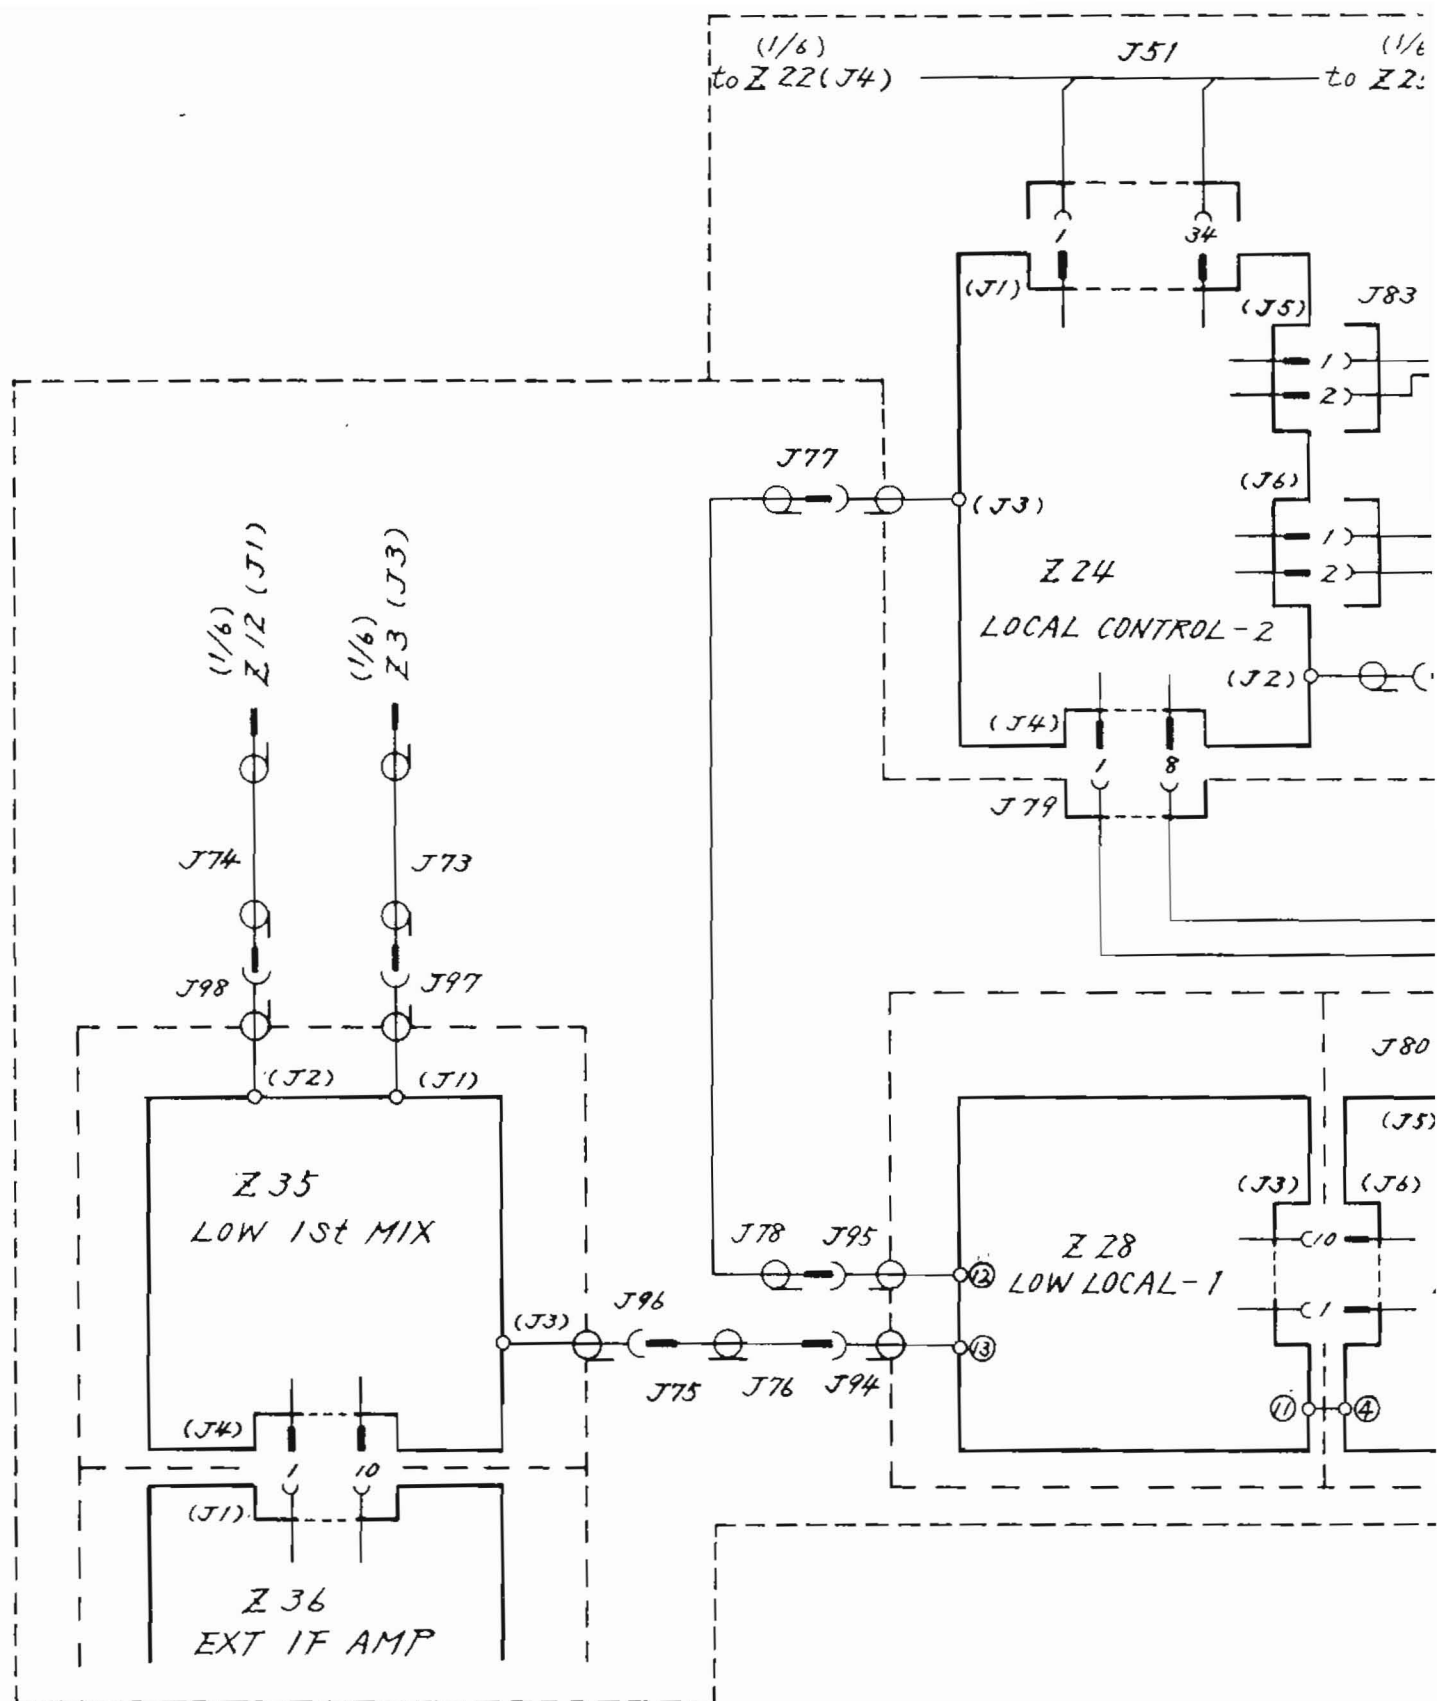 (1/6)
to Z 22(J4)
J51
(1/6
to Z 2
1
34
(J1)
(J5)
J83
1
2
J77
(J3)
(J6)
1
2
Z 24
LOCAL CONTROL-2
(J2)
(J4)
1
8
J79
(1/6)
Z 12 (J1)
(1/6)
Z 3 (J3)
J74
J73
J98
J97
(J2)
(J1)
Z 35
LOW 1St MIX
(J3)
(J4)
1
10
(J1)
Z 36
EXT IF AMP
J96
J75
J76
J94
J78
J95
12
13
Z 28
LOW LOCAL-1
J80
(J5)
(J3)
(J6)
10
1
11
4